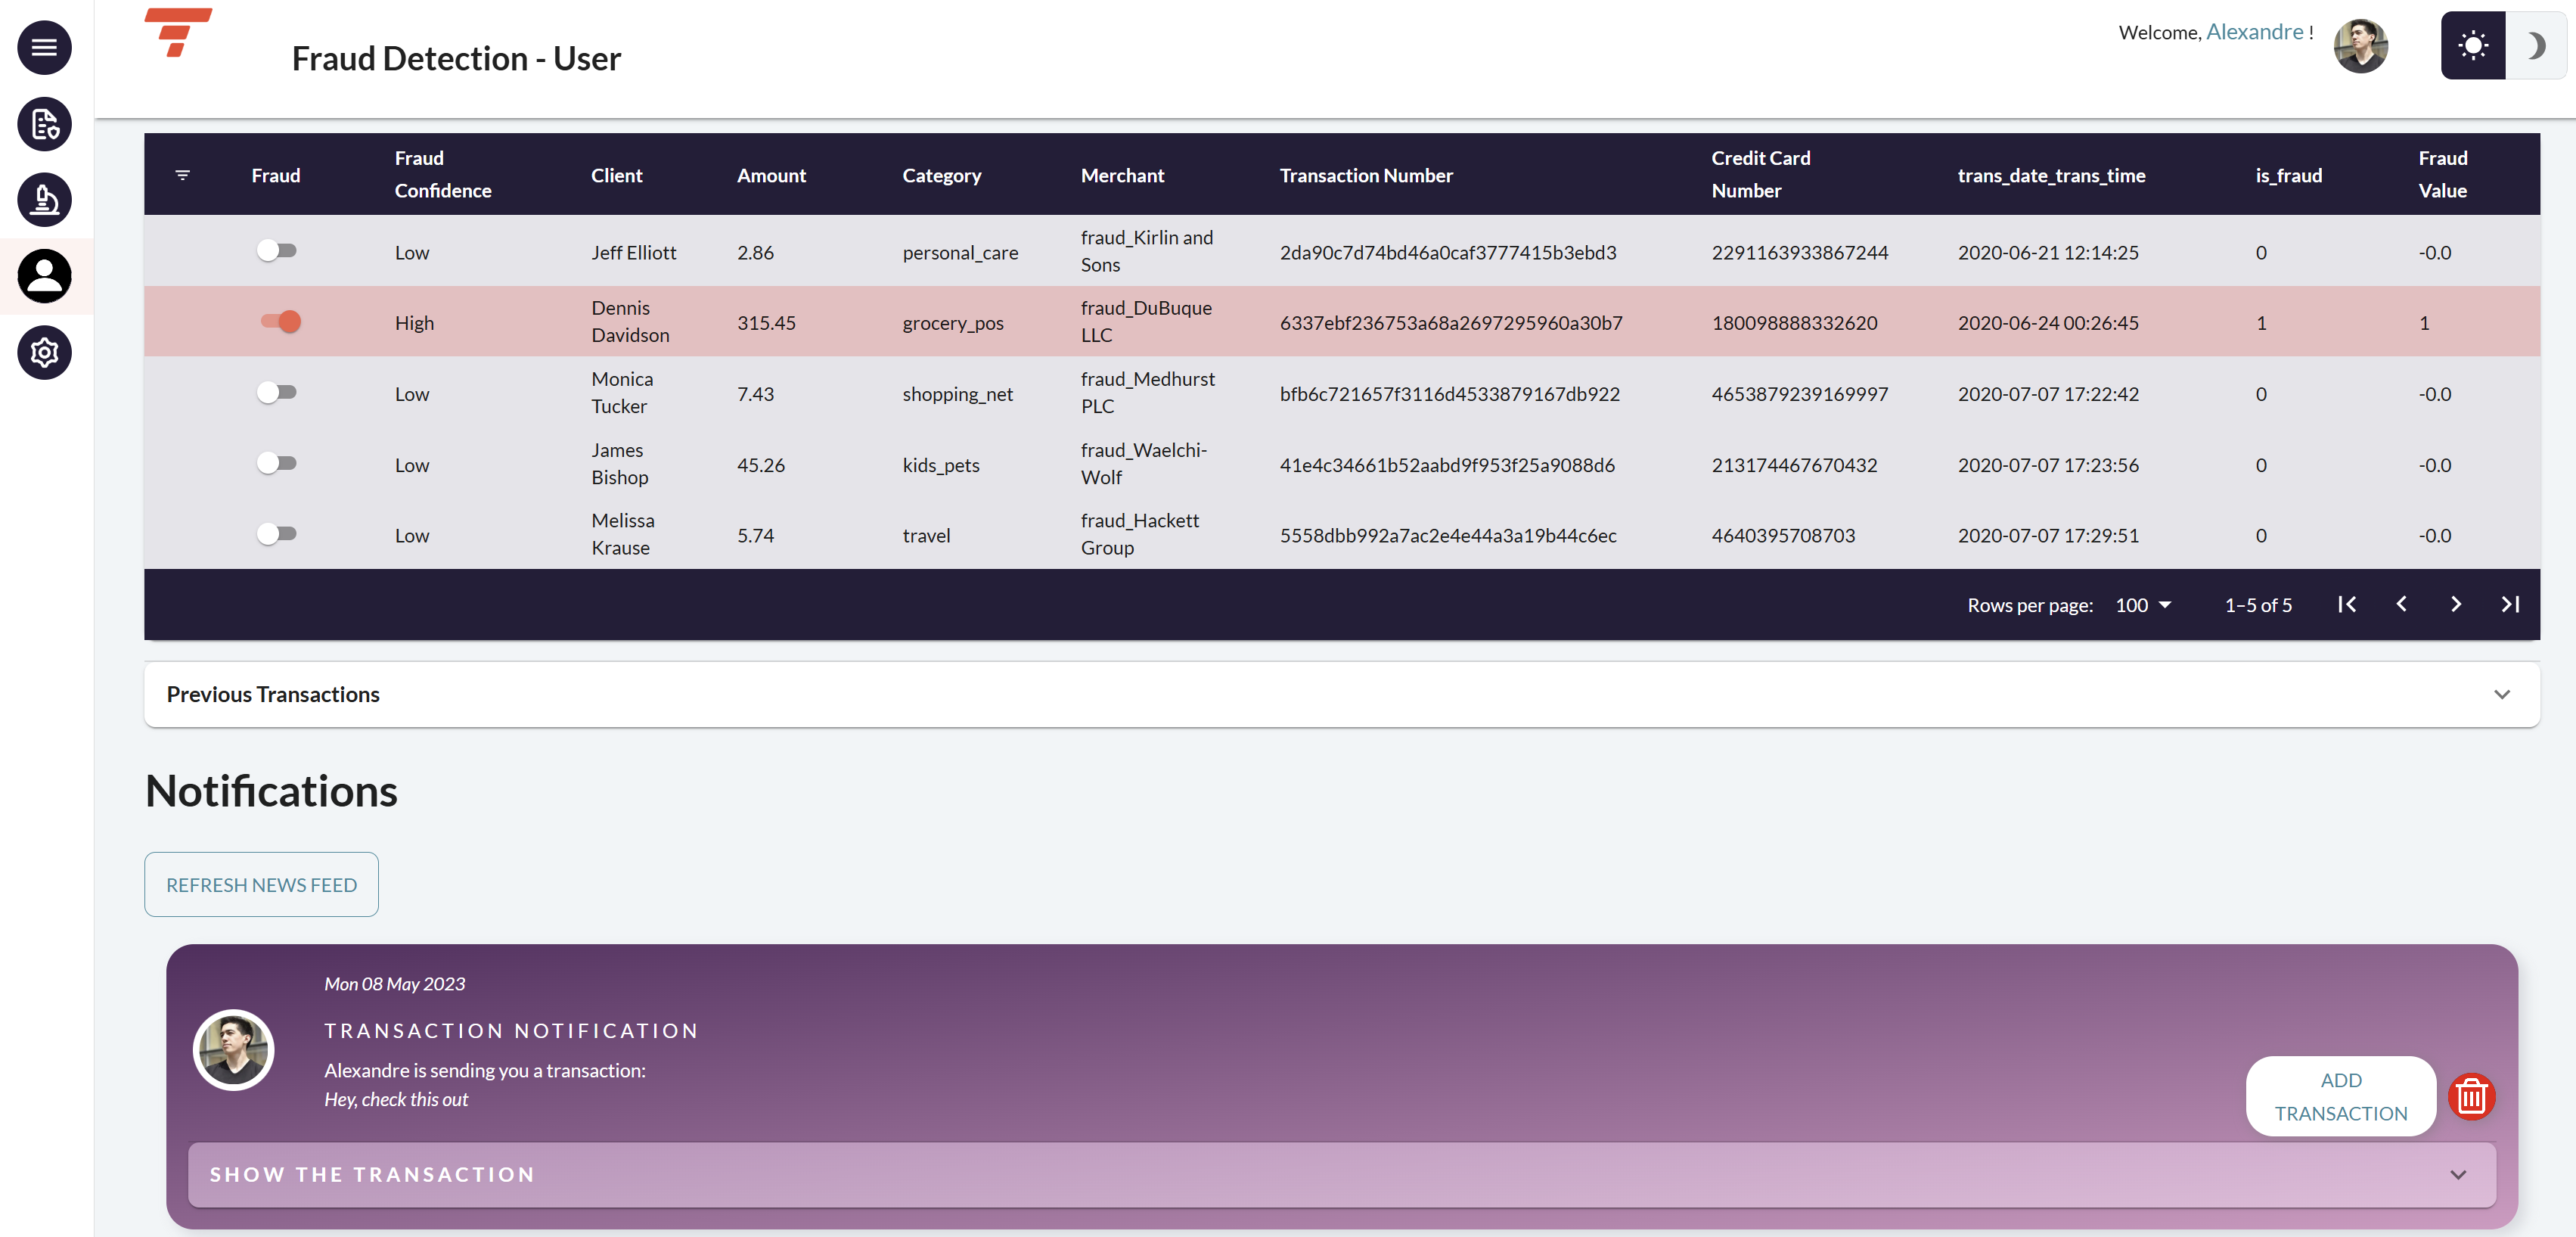 Fraud Detection - User
Welcome, Alexandre !
Fraud
Fraud
Confidence
Client
Amount
Category
Merchant
Transaction Number
Credit Card
Number
trans_date_trans_time
is_fraud
Fraud
Value
Low
Jeff Elliott
2.86
personal_care
fraud_Kirlin and
Sons
2da90c7d74bd46a0caf3777415b3ebd3
2291163933867244
2020-06-21 12:14:25
0
-0.0
High
Dennis
Davidson
315.45
grocery_pos
fraud_DuBuque
LLC
6337ebf236753a68a2697295960a30b7
180098888332620
2020-06-24 00:26:45
1
1
Low
Monica
Tucker
7.43
shopping_net
fraud_Medhurst
PLC
bfb6c721657f3116d4533879167db922
4653879239169997
2020-07-07 17:22:42
0
-0.0
Low
James
Bishop
45.26
kids_pets
fraud_Waelchi-
Wolf
41e4c34661b52aabd9f953f25a9088d6
213174467670432
2020-07-07 17:23:56
0
-0.0
Low
Melissa
Krause
5.74
travel
fraud_Hackett
Group
5558dbb992a7ac2e4e44a3a19b44c6ec
4640395708703
2020-07-07 17:29:51
0
-0.0
Rows per page: 100
1–5 of 5
Previous Transactions
Notifications
REFRESH NEWS FEED
Mon 08 May 2023
TRANSACTION NOTIFICATION
Alexandre is sending you a transaction:
Hey, check this out
ADD
TRANSACTION
SHOW THE TRANSACTION